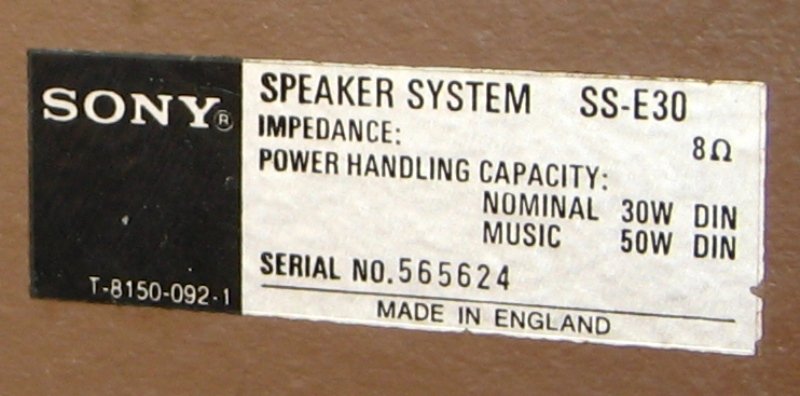 SONY®
T-8150-092-1
SPEAKER SYSTEM SS-E30
IMPEDANCE: 8Ω
POWER HANDLING CAPACITY:
NOMINAL 30W DIN
MUSIC 50W DIN
SERIAL NO.565624
MADE IN ENGLAND